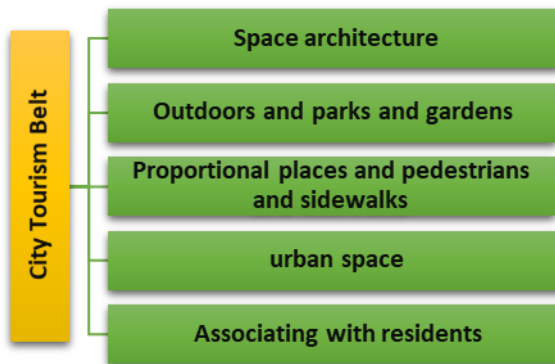 City Tourism Belt
Space architecture
Outdoors and parks and gardens
Proportional places and pedestrians
and sidewalks
urban space
Associating with residents